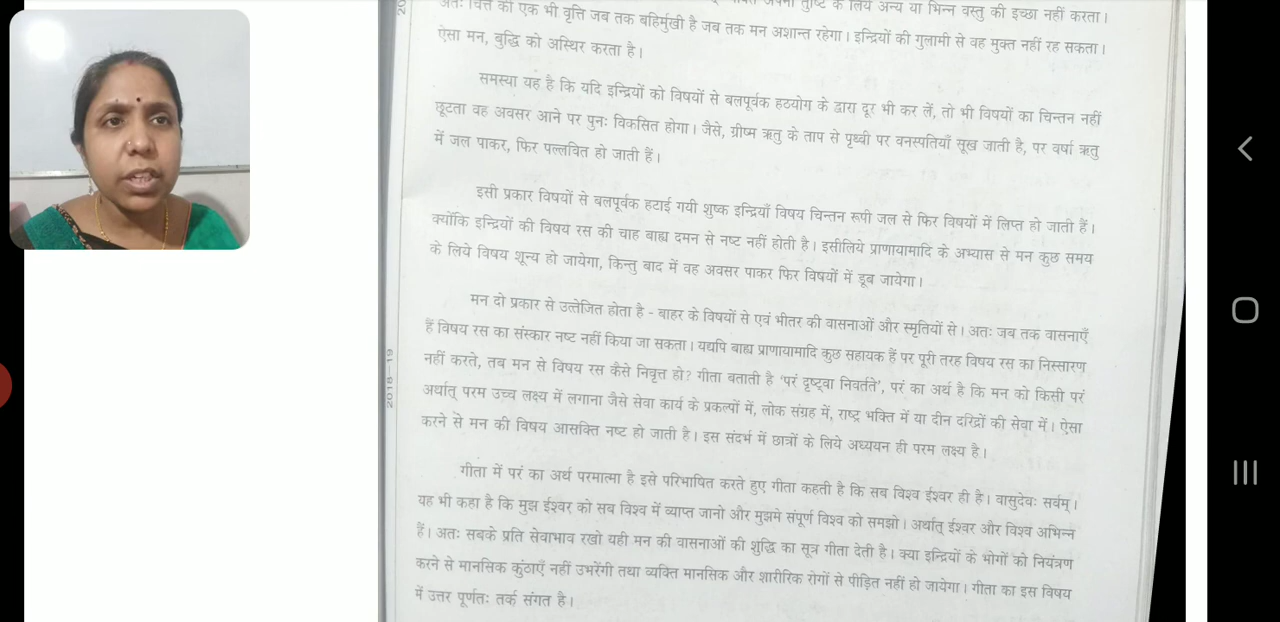 अतः चित्त की एक भी वृत्ति जब तक बहिर्मुखी है जब तक मन अशान्त रहेगा। इन्द्रियों की गुलामी से वह मुक्त नहीं रह सकता।
ऐसा मन, बुद्धि को अस्थिर करता है।
समस्या यह है कि यदि इन्द्रियों को विषयों से बलपूर्वक हठयोग के द्वारा दूर भी कर लें, तो भी विषयों का चिन्तन नहीं
छूटता वह अवसर आने पर पुनः विकसित होगा। जैसे, ग्रीष्म ऋतु के ताप से पृथ्वी पर वनस्पतियाँ सूख जाती है, पर वर्षा ऋतु
में जल पाकर, फिर पल्लवित हो जाती हैं।
इसी प्रकार विषयों से बलपूर्वक हटाई गयी शुष्क इन्द्रियाँ विषय चिन्तन रूपी जल से फिर विषयों में लिप्त हो जाती हैं।
क्योंकि इन्द्रियों की विषय रस की चाह बाह्य दमन से नष्ट नहीं होती है। इसीलिये प्राणायामादि के अभ्यास से मन कुछ समय
के लिये विषय शून्य हो जायेगा, किन्तु बाद में वह अवसर पाकर फिर विषयों में डूब जायेगा।
मन दो प्रकार से उत्तेजित होता है - बाहर के विषयों से एवं भीतर की वासनाओं और स्मृतियों से। अतः जब तक वासनाएँ
हैं विषय रस का संस्कार नष्ट नहीं किया जा सकता। यद्यपि बाह्य प्राणायामादि कुछ सहायक हैं पर पूरी तरह विषय रस का निस्सारण
नहीं करते, तब मन से विषय रस कैसे निवृत्त हो? गीता बताती है 'परं दृष्ट्वा निवर्तते', परं का अर्थ है कि मन को किसी परं
अर्थात् परम उच्च लक्ष्य में लगाना जैसे सेवा कार्य के प्रकल्पों में, लोक संग्रह में, राष्ट्र भक्ति में या दीन दरिद्रों की सेवा में। ऐसा
करने से मन की विषय आसक्ति नष्ट हो जाती है। इस संदर्भ में छात्रों के लिये अध्ययन ही परम लक्ष्य है।
गीता में परं का अर्थ परमात्मा है इसे परिभाषित करते हुए गीता कहती है कि सब विश्व ईश्वर ही है। वासुदेवः सर्वम्।
यह भी कहा है कि मुझ ईश्वर को सब विश्व में व्याप्त जानो और मुझमे संपूर्ण विश्व को समझो। अर्थात् ईश्वर और विश्व अभिन्न
हैं। अतः सबके प्रति सेवाभाव रखो यही मन की वासनाओं की शुद्धि का सूत्र गीता देती है। क्या इन्द्रियों के भोगों को नियंत्रण
करने से मानसिक कुंठाएँ नहीं उभरेंगी तथा व्यक्ति मानसिक और शारीरिक रोगों से पीड़ित नहीं हो जायेगा। गीता का इस विषय
में उत्तर पूर्णतः तर्क संगत है।
2018-19